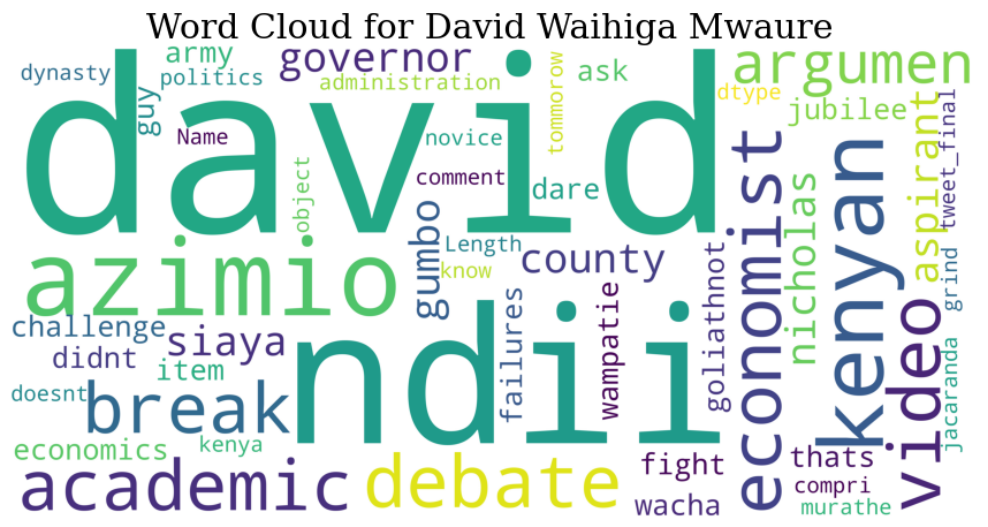 Word Cloud for David Waihiga Mwaure
dynasty
army
politics
governor
administration
tommorow
ask
argumen
dtype
jubilee
guy
Name
david
novice
comment
dare
object
Length
know
gumbo
azimio
county
economist
nicholas
kenyan
aspirant
tweet_final
video
grind
jacaranda
goliathnot
wampatie
failures
ndii
challenge
siaya
didnt
item
doesnt
break
economics
kenya
academic
debate
fight
wacha
thats
compri
murathe